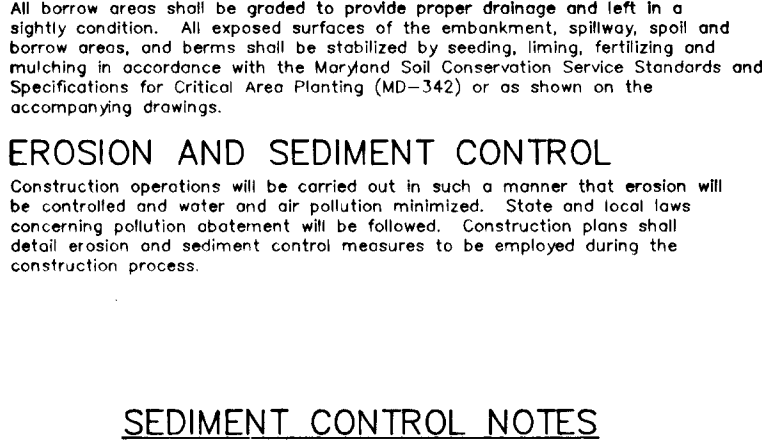 All borrow areas shall be graded to provide proper drainage and left in a
sightly condition. All exposed surfaces of the embankment, spillway, spoil and
borrow areas, and berms shall be stabilized by seeding, liming, fertilizing and
mulching in accordance with the Maryland Soil Conservation Service Standards and
Specifications for Critical Area Planting (MD-342) or as shown on the
accompanying drawings.
EROSION AND SEDIMENT CONTROL
Construction operations will be carried out in such a manner that erosion will
be controlled and water and air pollution minimized. State and local laws
concerning pollution abatement will be followed. Construction plans shall
detail erosion and sediment control measures to be employed during the
construction process.
SEDIMENT CONTROL NOTES